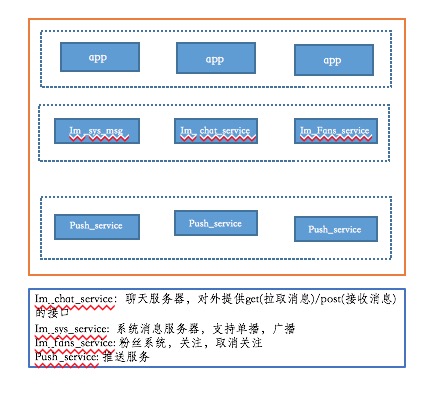 app app app
Im_sys_msg Im_ chat_service Im_Fans_service
Push_service Push_service Push_service
Im_chat_service： 聊天服务器，对外提供get(拉取消息)/post(接收消息)
的接口
Im_sys_service: 系统消息服务器，支持单播，广播
Im_fans_service: 粉丝系统，关注，取消关注
Push_service: 推送服务